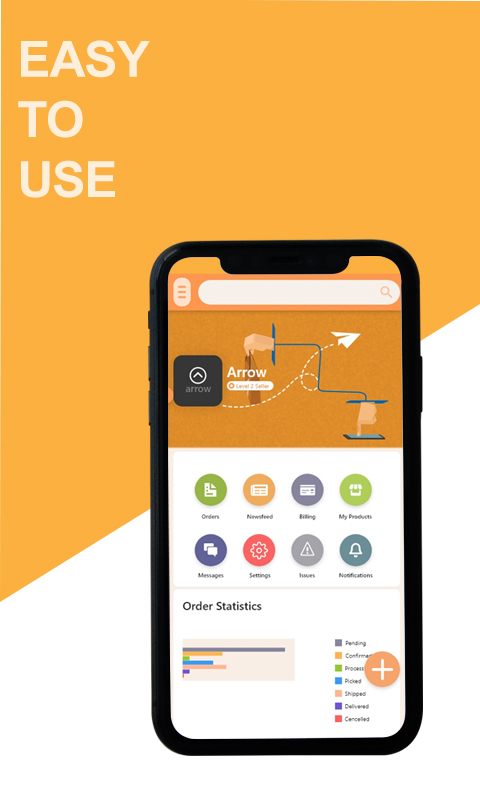 EASY
TO
USE
Arrow
Level 2 Seller
arrow
Orders
Newsfeed
Billing
My Products
Messages
Settings
Issues
Notifications
Order Statistics
Pending
Confirmed
Process
Picked
Shipped
Delivered
Cencelled